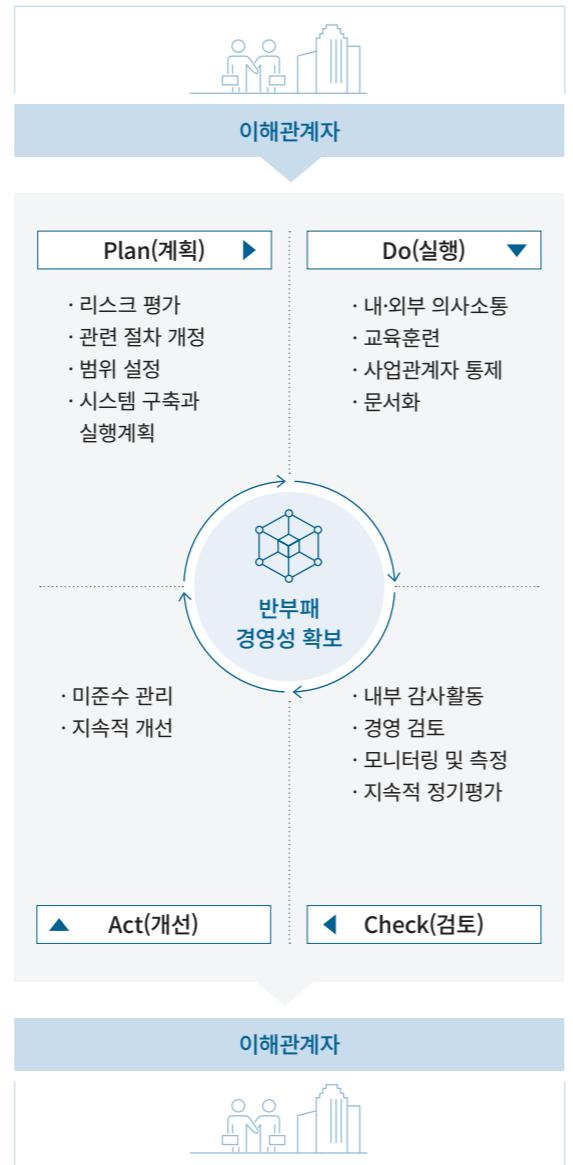 이해관계자
Plan(계획)
· 리스크 평가
· 관련 절차 개정
· 범위 설정
· 시스템 구축과
실행계획
Do(실행)
· 내·외부 의사소통
· 교육훈련
· 사업관계자 통제
· 문서화
반부패
경영성 확보
· 미준수 관리
· 지속적 개선
Act(개선)
· 내부 감사활동
· 경영 검토
· 모니터링 및 측정
· 지속적 정기평가
Check(검토)
이해관계자